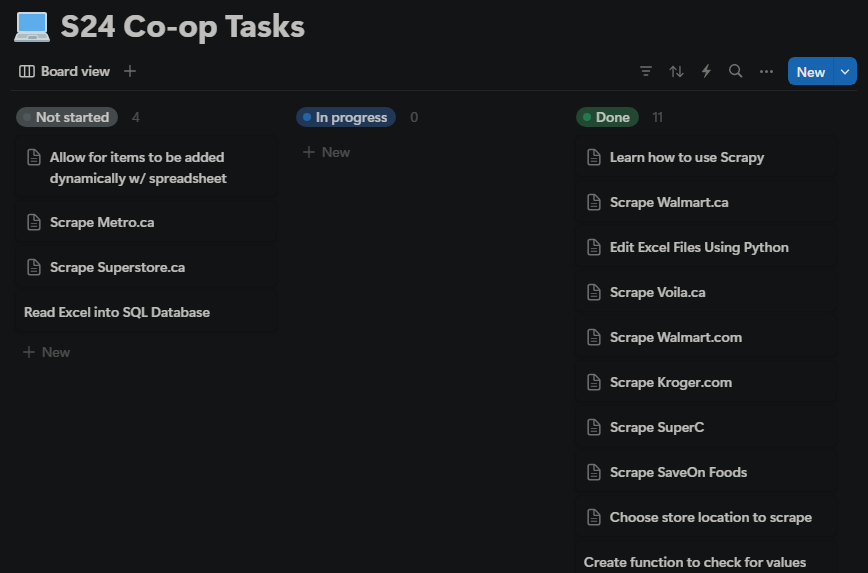 S24 Co-op Tasks
Board view
New
Not started 4
Allow for items to be added
dynamically w/ spreadsheet
Scrape Metro.ca
Scrape Superstore.ca
Read Excel into SQL Database
New
In progress 0
New
Done 11
Learn how to use Scrapy
Scrape Walmart.ca
Edit Excel Files Using Python
Scrape Voila.ca
Scrape Walmart.com
Scrape Kroger.com
Scrape SuperC
Scrape SaveOn Foods
Choose store location to scrape
Create function to check for values